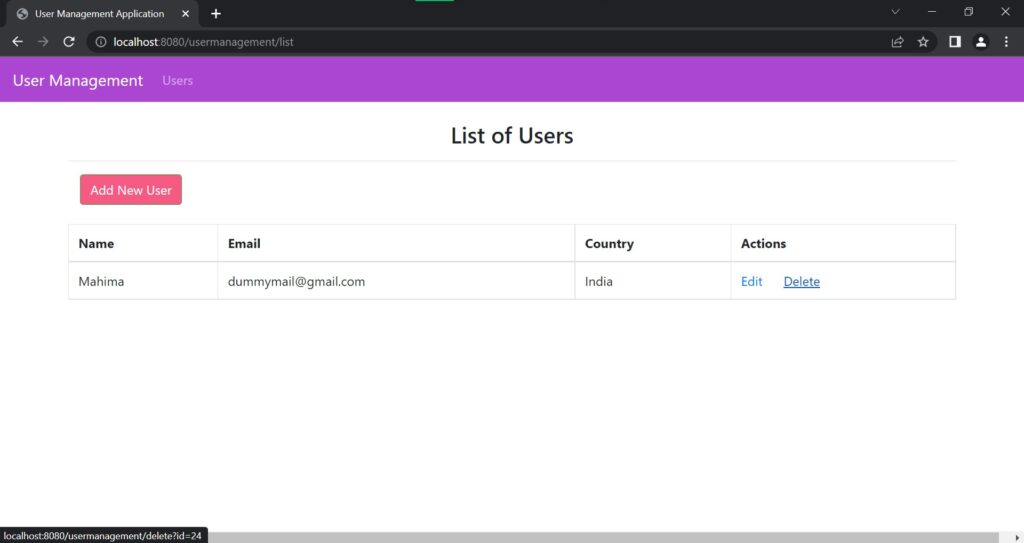 User Management Application
localhost:8080/usermanagement/list
User Management Users
List of Users
Add New User
Name Email Country Actions
Mahima dummymail@gmail.com India Edit Delete
localhost:8080/usermanagement/delete?id=24